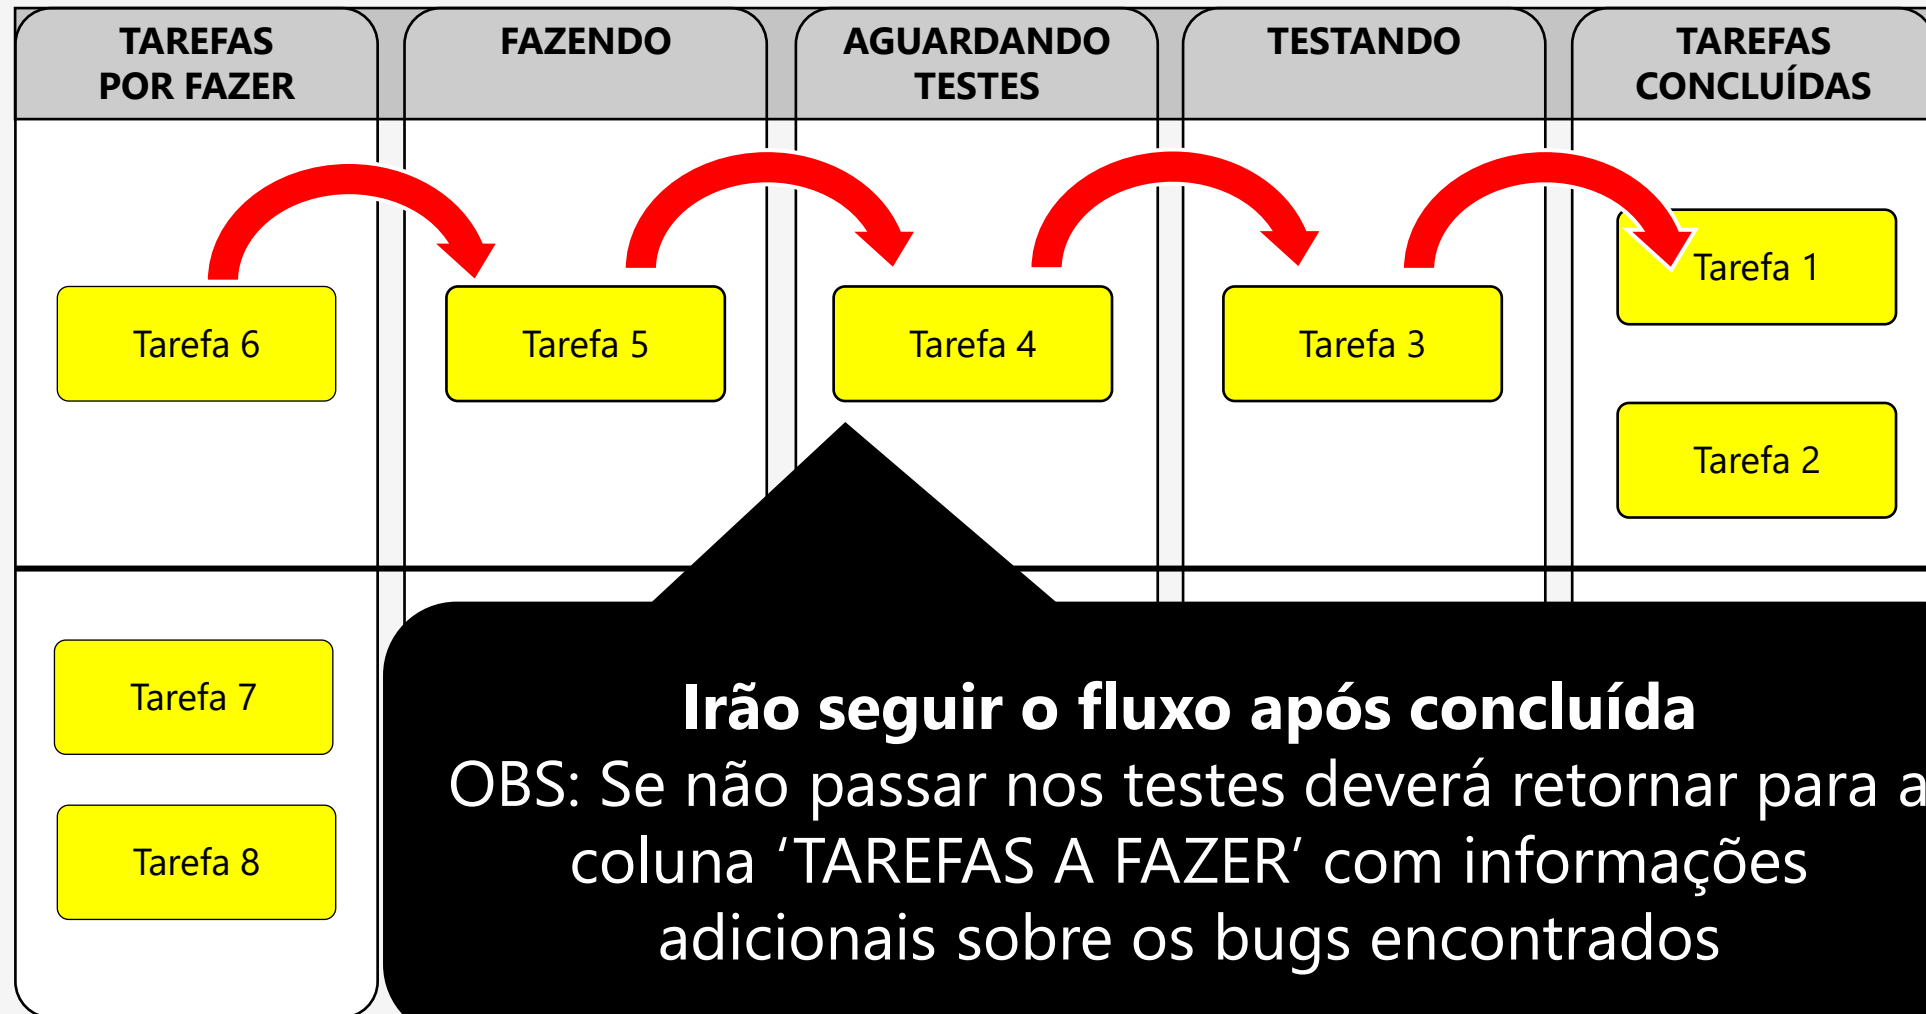 TAREFAS
POR FAZER
FAZENDO
AGUARDANDO
TESTES
TESTANDO
TAREFAS
CONCLUÍDAS
Tarefa 6
Tarefa 5
Tarefa 4
Tarefa 3
Tarefa 1
Tarefa 2
Tarefa 7
Tarefa 8
Irão seguir o fluxo após concluída
OBS: Se não passar nos testes deverá retornar para a
coluna ‘TAREFAS A FAZER’ com informações
adicionais sobre os bugs encontrados